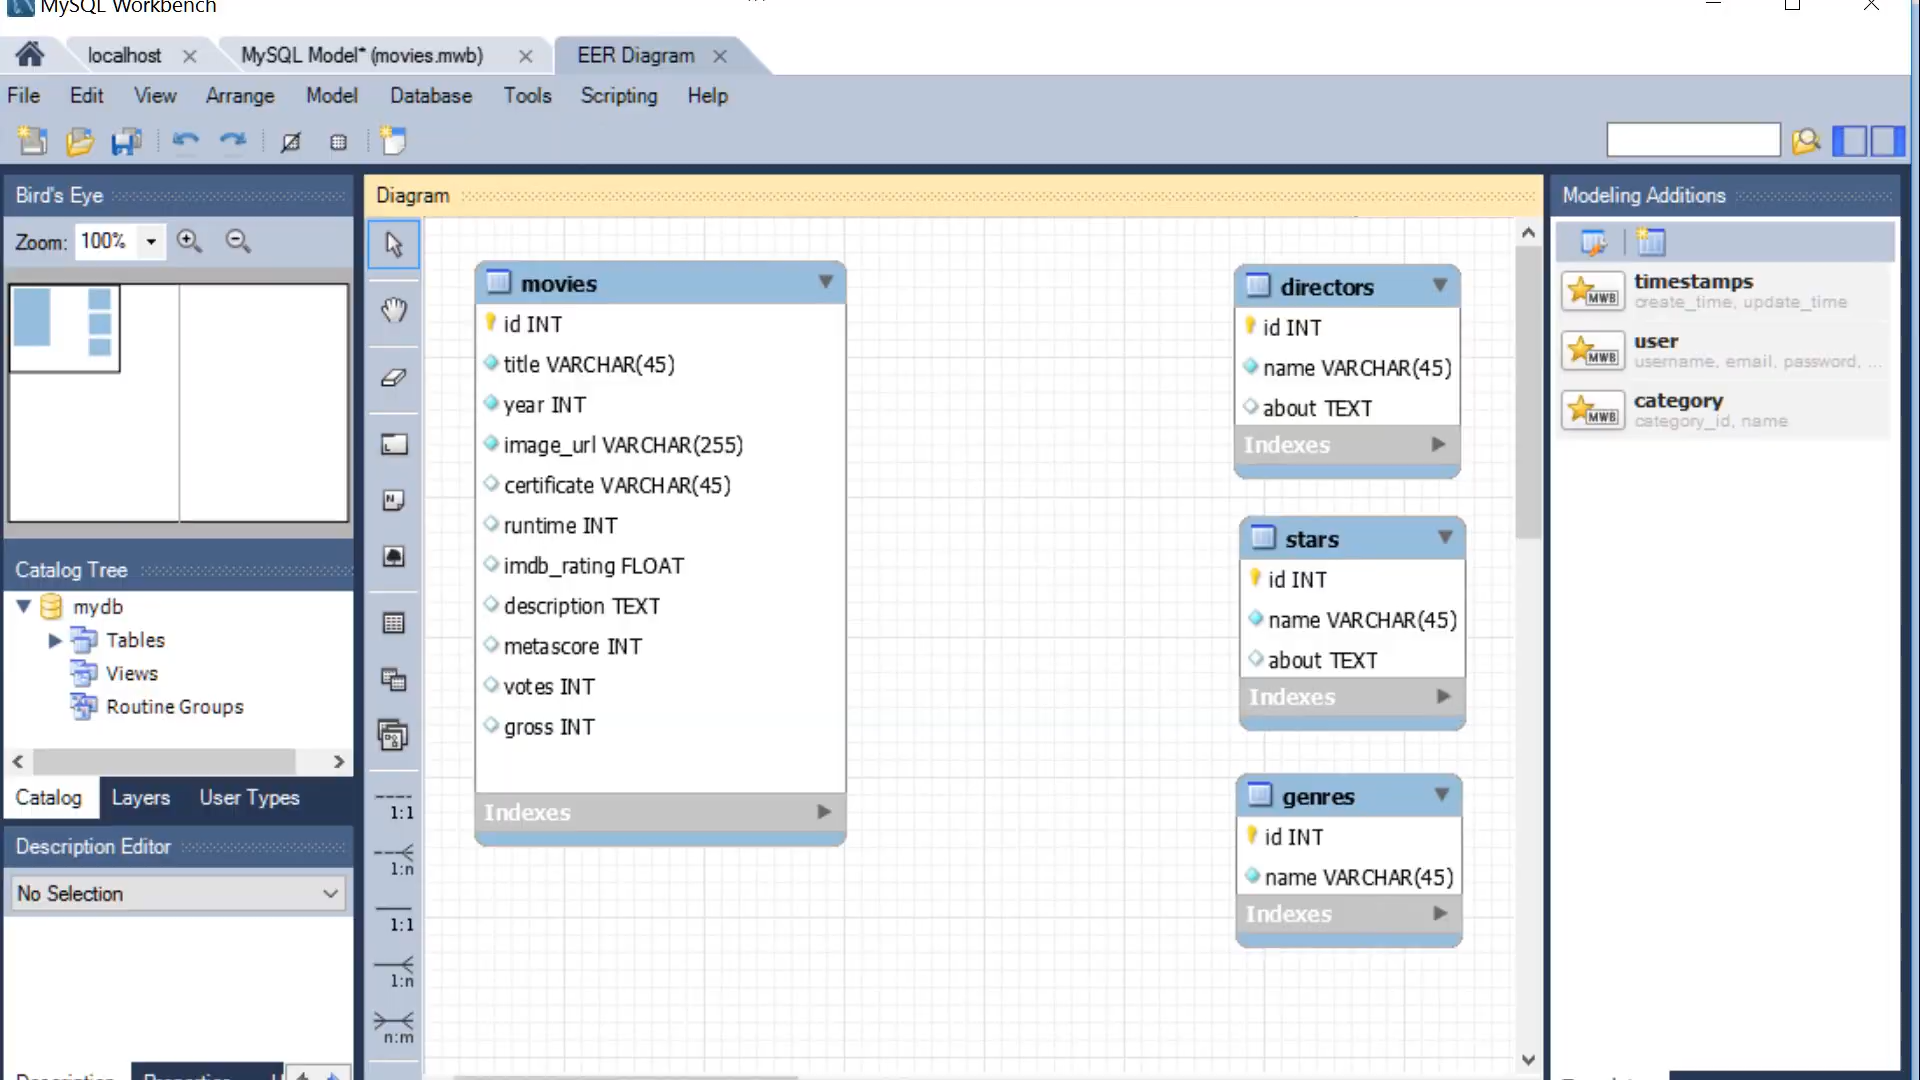 MySQL Workbench
localhost
MySQL Model* (movies.mwb)
EER Diagram
File Edit View Arrange Model Database Tools Scripting Help
Bird's Eye
Zoom: 100%
Catalog Tree
mydb
Tables
Views
Routine Groups
Catalog Layers User Types
Description Editor
No Selection
Description Properties
Diagram
1:1
1:n
1:1
1:n
n:m
movies
id INT
title VARCHAR(45)
year INT
image_url VARCHAR(255)
certificate VARCHAR(45)
runtime INT
imdb_rating FLOAT
description TEXT
metascore INT
votes INT
gross INT
Indexes
directors
id INT
name VARCHAR(45)
about TEXT
Indexes
stars
id INT
name VARCHAR(45)
about TEXT
Indexes
genres
id INT
name VARCHAR(45)
Indexes
Modeling Additions
MWB
timestamps
create_time, update_time
MWB
user
username, email, password, ...
MWB
category
category_id, name